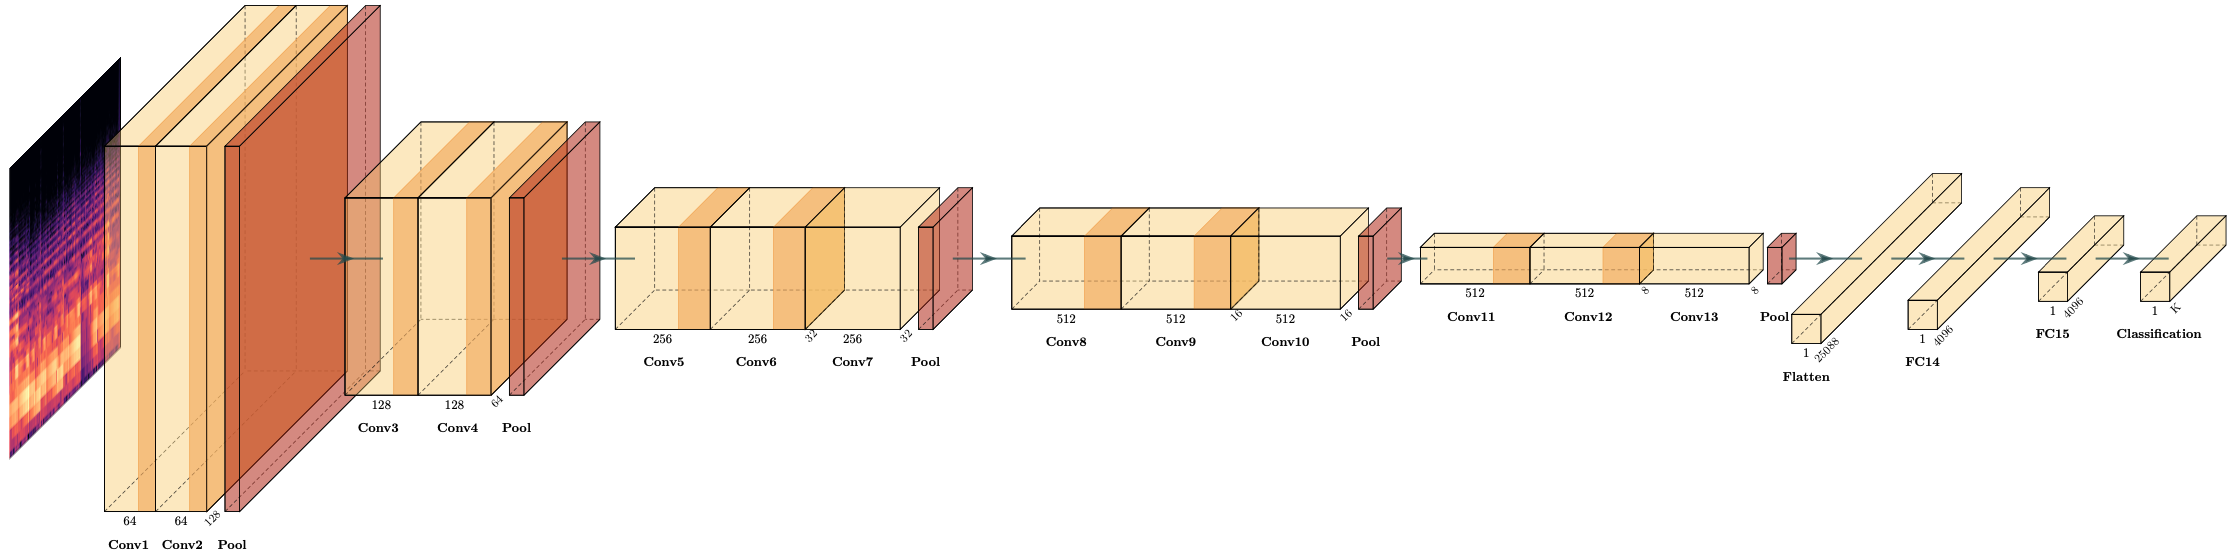 64 64 128
Conv1 Conv2 Pool
128 128 64
Conv3 Conv4 Pool
256 256 32 256 32
Conv5 Conv6 Conv7 Pool
512 512 16 512 16
Conv8 Conv9 Conv10 Pool
512 512 8 512 8
Conv11 Conv12 Conv13 Pool
1 25088
Flatten
1 4096
FC14
1 4096
FC15
1 K
Classification